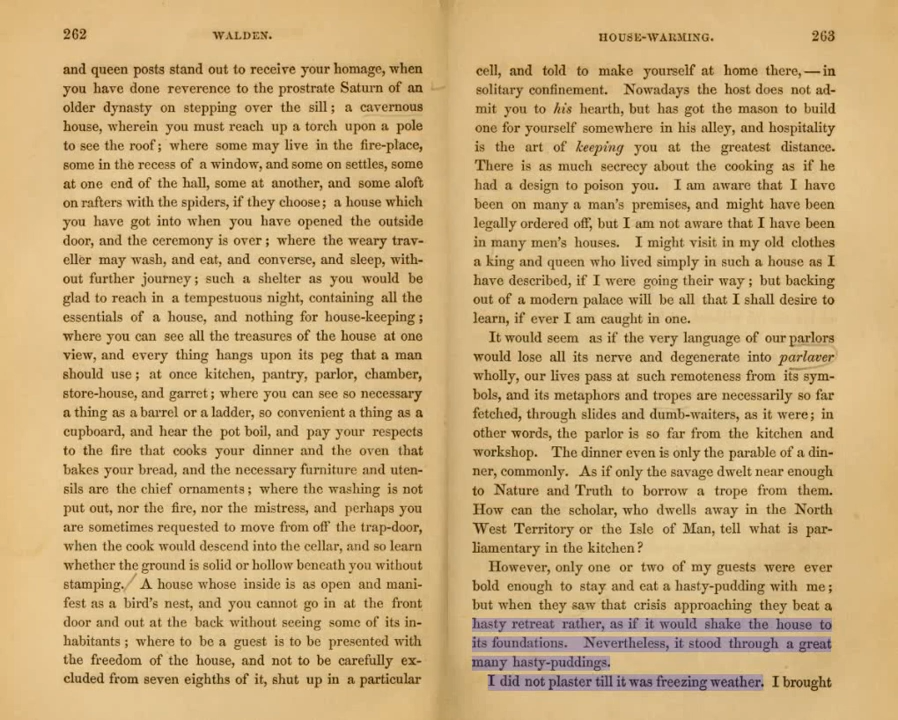 262 WALDEN.
and queen posts stand out to receive your homage, when
you have done reverence to the prostrate Saturn of an
older dynasty on stepping over the sill; a cavernous
house, wherein you must reach up a torch upon a pole
to see the roof; where some may live in the fire-place,
some in the recess of a window, and some on settles, some
at one end of the hall, some at another, and some aloft
on rafters with the spiders, if they choose; a house which
you have got into when you have opened the outside
door, and the ceremony is over; where the weary trav-
eller may wash, and eat, and converse, and sleep, with-
out further journey; such a shelter as you would be
glad to reach in a tempestuous night, containing all the
essentials of a house, and nothing for house-keeping;
where you can see all the treasures of the house at one
view, and every thing hangs upon its peg that a man
should use; at once kitchen, pantry, parlor, chamber,
store-house, and garret; where you can see so necessary
a thing as a barrel or a ladder, so convenient a thing as a
cupboard, and hear the pot boil, and pay your respects
to the fire that cooks your dinner and the oven that
bakes your bread, and the necessary furniture and uten-
sils are the chief ornaments; where the washing is not
put out, nor the fire, nor the mistress, and perhaps you
are sometimes requested to move from off the trap-door,
when the cook would descend into the cellar, and so learn
whether the ground is solid or hollow beneath you without
stamping. A house whose inside is as open and mani-
fest as a bird's nest, and you cannot go in at the front
door and out at the back without seeing some of its in-
habitants; where to be a guest is to be presented with
the freedom of the house, and not to be carefully ex-
cluded from seven eighths of it, shut up in a particular
HOUSE-WARMING. 263
cell, and told to make yourself at home there,—in
solitary confinement. Nowadays the host does not ad-
mit you to his hearth, but has got the mason to build
one for yourself somewhere in his alley, and hospitality
is the art of keeping you at the greatest distance.
There is as much secrecy about the cooking as if he
had a design to poison you. I am aware that I have
been on many a man's premises, and might have been
legally ordered off, but I am not aware that I have been
in many men's houses. I might visit in my old clothes
a king and queen who lived simply in such a house as I
have described, if I were going their way; but backing
out of a modern palace will be all that I shall desire to
learn, if ever I am caught in one.
It would seem as if the very language of our parlors
would lose all its nerve and degenerate into parlaver
wholly, our lives pass at such remoteness from its sym-
bols, and its metaphors and tropes are necessarily so far
fetched, through slides and dumb-waiters, as it were; in
other words, the parlor is so far from the kitchen and
workshop. The dinner even is only the parable of a din-
ner, commonly. As if only the savage dwelt near enough
to Nature and Truth to borrow a trope from them.
How can the scholar, who dwells away in the North
West Territory or the Isle of Man, tell what is par-
liamentary in the kitchen?
However, only one or two of my guests were ever
bold enough to stay and eat a hasty-pudding with me;
but when they saw that crisis approaching they beat a
hasty retreat rather, as if it would shake the house to
its foundations. Nevertheless, it stood through a great
many hasty-puddings.
I did not plaster till it was freezing weather. I brought